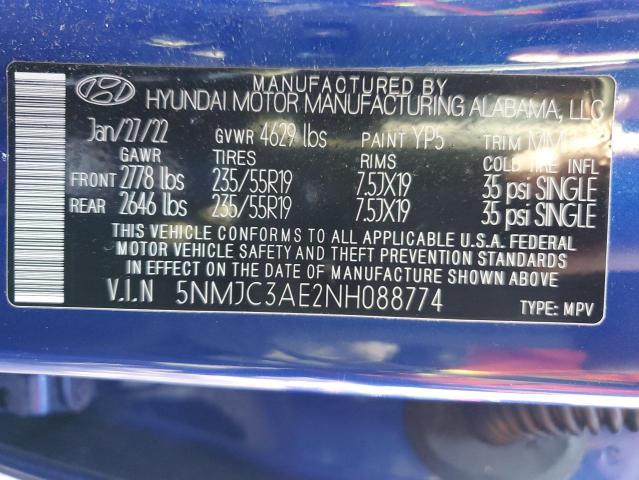 MANUFACTURED BY
HYUNDAI MOTOR MANUFACTURING ALABAMA, LLC
Jan/27/22 GVWR 4629 lbs PAINT YP5 TRIM
GAWR TIRES RIMS COLD TIRE INFL
FRONT 2778 lbs 235/55R19 7.5JX19 35 psi SINGLE
REAR 2646 lbs 235/55R19 7.5JX19 35 psi SINGLE
THIS VEHICLE CONFORMS TO ALL APPLICABLE U.S.A. FEDERAL
MOTOR VEHICLE SAFETY AND THEFT PREVENTION STANDARDS
IN EFFECT ON THE DATE OF MANUFACTURE SHOWN ABOVE
V.I.N 5NMJC3AE2NH088774 TYPE: MPV